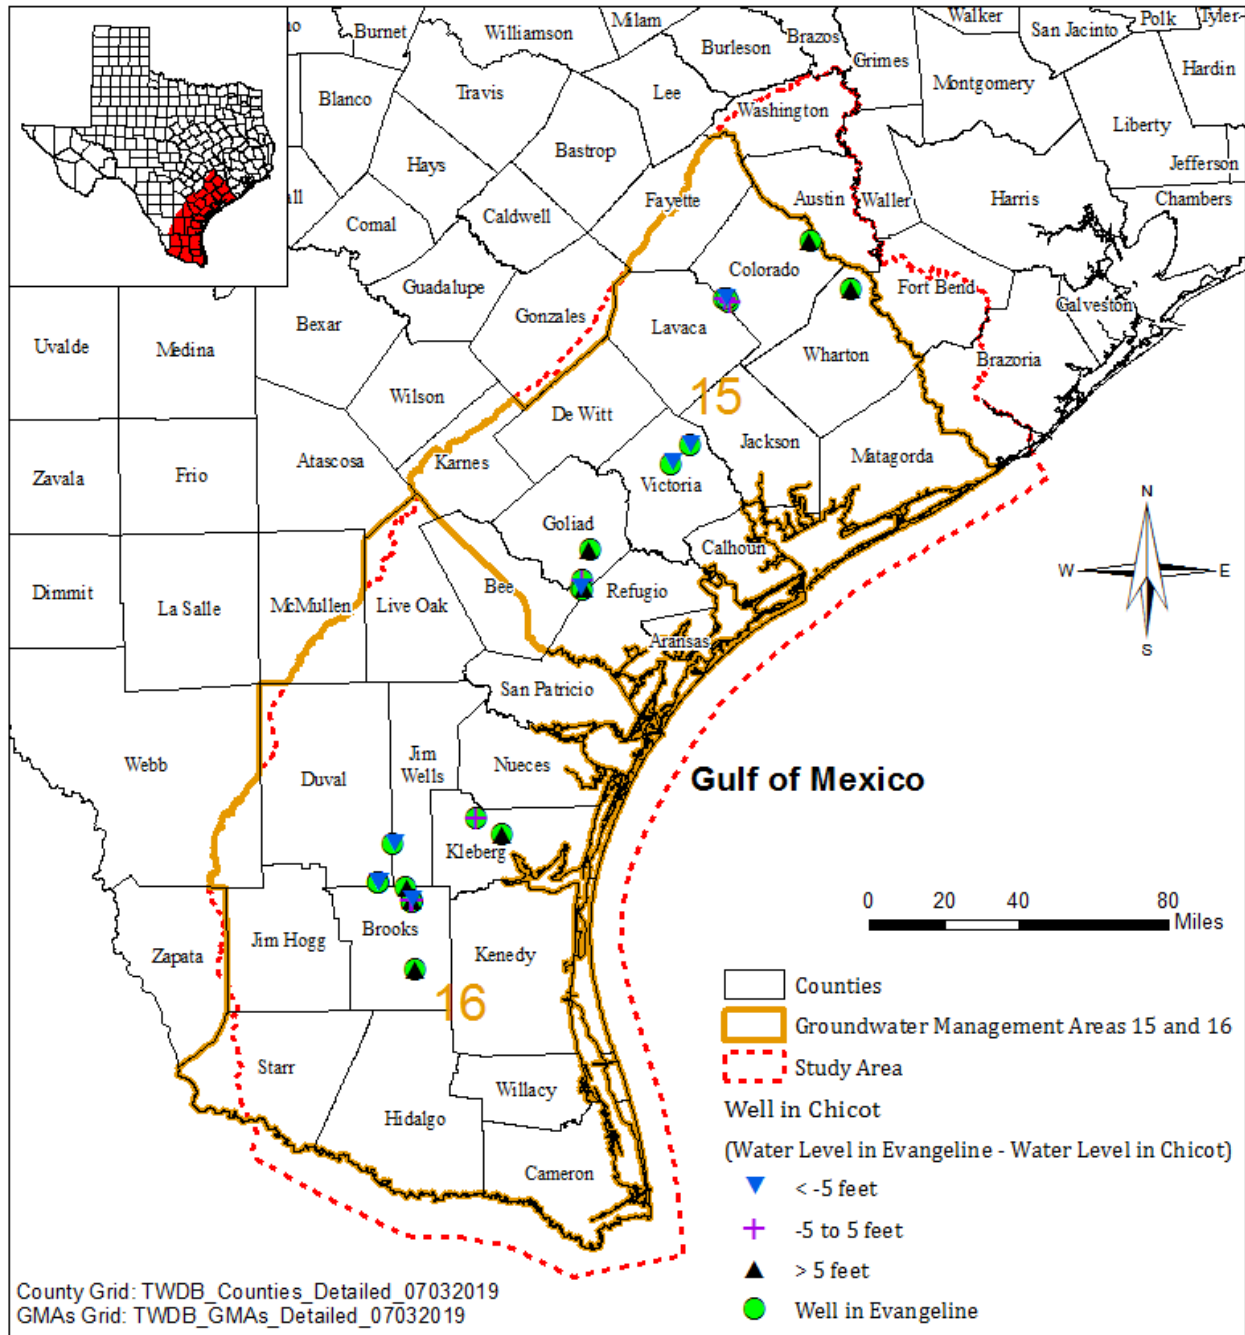 Burnet
Williamson
Milam
Burleson
Brazos
Grimes
Walker
San Jacinto
Polk
Tyler
Hardin
Montgomery
Liberty
Jefferson
Chambers
Harris
Blanco
Travis
Lee
Washington
Bastrop
Hays
Caldwell
Comal
Fayette
Austin
Waller
Colorado
Fort Bend
Galveston
Guadalupe
Gonzales
Lavaca
Wharton
Brazoria
Bexar
Uvalde
Medina
Wilson
De Witt
15
Jackson
Matagorda
Karnes
Atascosa
Frio
Zavala
Victoria
Goliad
Calhoun
Dimmit
La Salle
McMullen
Live Oak
Bee
Refugio
Aransas
San Patricio
N
W
E
S
Webb
Duval
Jim
Wells
Nueces
Gulf of Mexico
Kleberg
Brooks
Zapata
Jim Hogg
Kenedy
16
Starr
Hidalgo
Willacy
Cameron
0 20 40 80
Miles
Counties
Groundwater Management Areas 15 and 16
Study Area
Well in Chicot
(Water Level in Evangeline - Water Level in Chicot)
< -5 feet
-5 to 5 feet
> 5 feet
Well in Evangeline
County Grid: TWDB_Counties_Detailed_07032019
GMAs Grid: TWDB_GMAs_Detailed_07032019